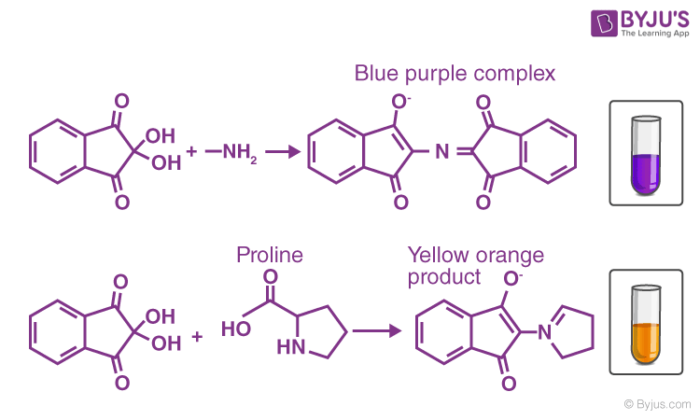 BYJU'S
The Learning App
Blue purple complex
O
OH
OH
O
+ —NH₂
O-
N
O
O
O
Proline
Yellow orange
product
O
OH
OH
O
+
O
HO
HN
O-
N
O
© Byjus.com